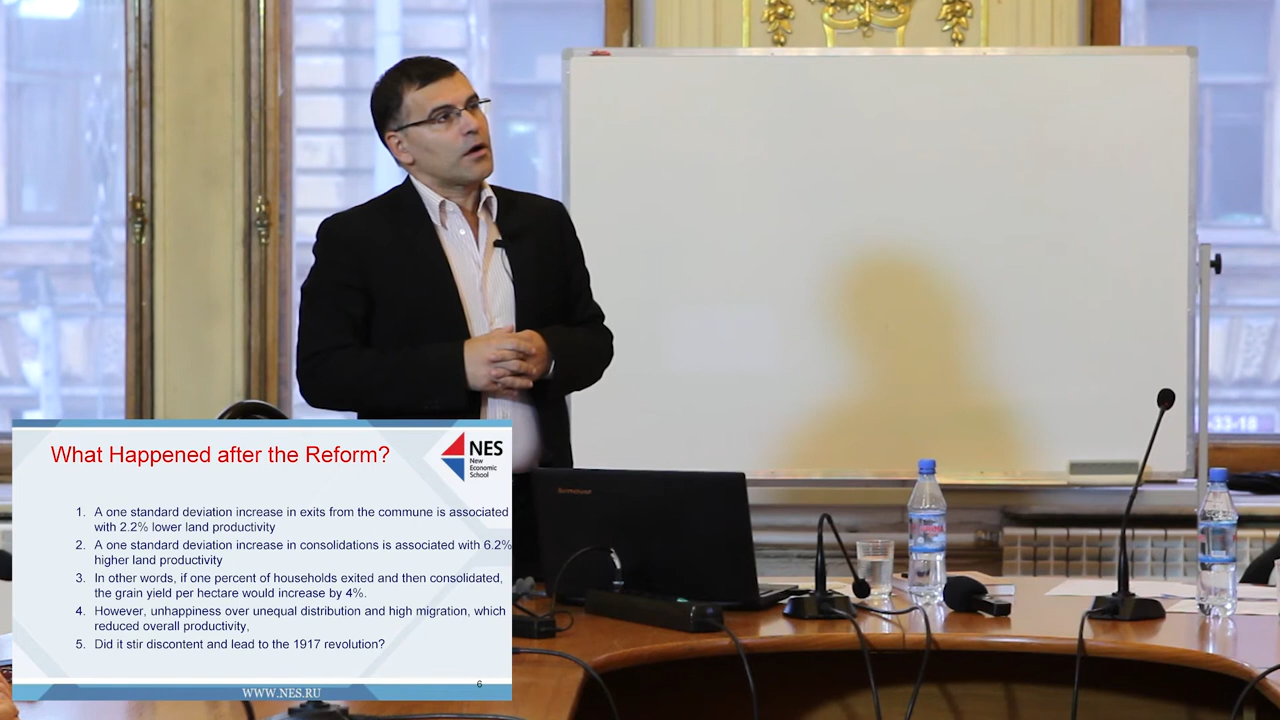 What Happened after the Reform?
NES
New
Economic
School
1. A one standard deviation increase in exits from the commune is associated
with 2.2% lower land productivity
2. A one standard deviation increase in consolidations is associated with 6.2%
higher land productivity
3. In other words, if one percent of households exited and then consolidated,
the grain yield per hectare would increase by 4%.
4. However, unhappiness over unequal distribution and high migration, which
reduced overall productivity,
5. Did it stir discontent and lead to the 1917 revolution?
6
WWW.NES.RU
-33-18